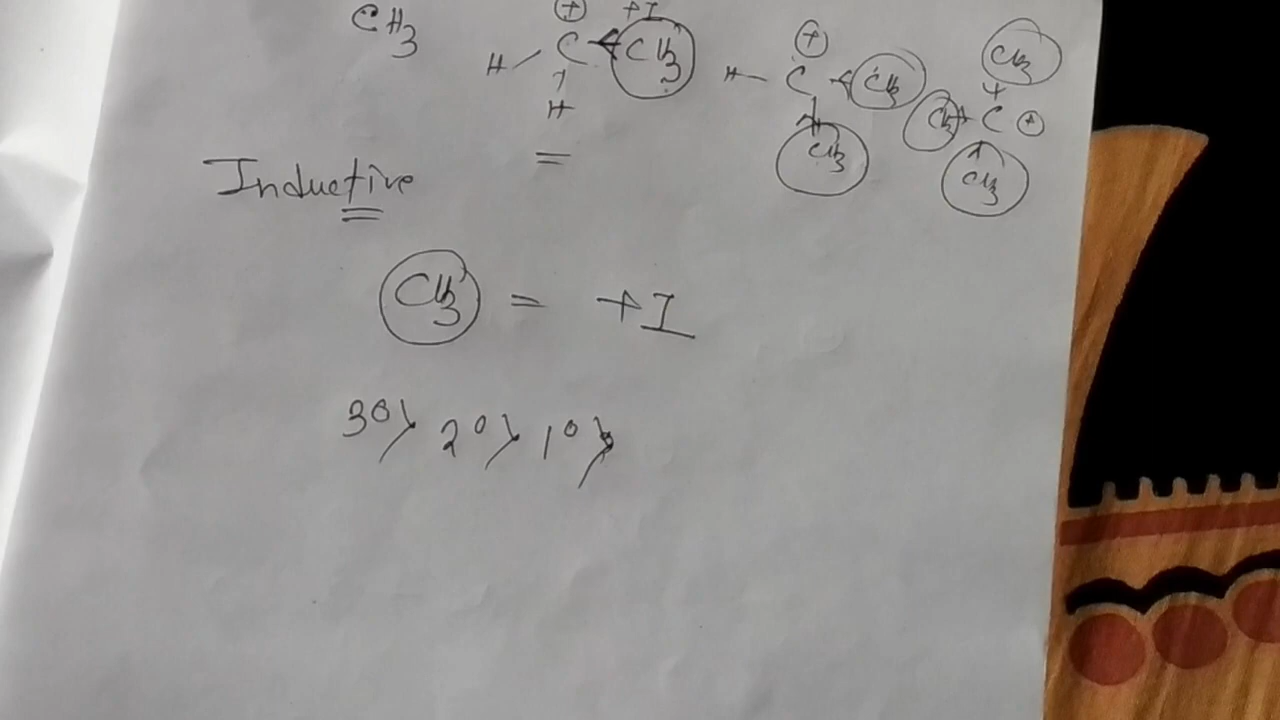 CH3
⊕ +I
H C CH3
H
⊕
H C CH3
CH3
CH3
CH3 C ⊕
CH3
=
Inductive
CH3 = +I
3° > 2° > 1° >